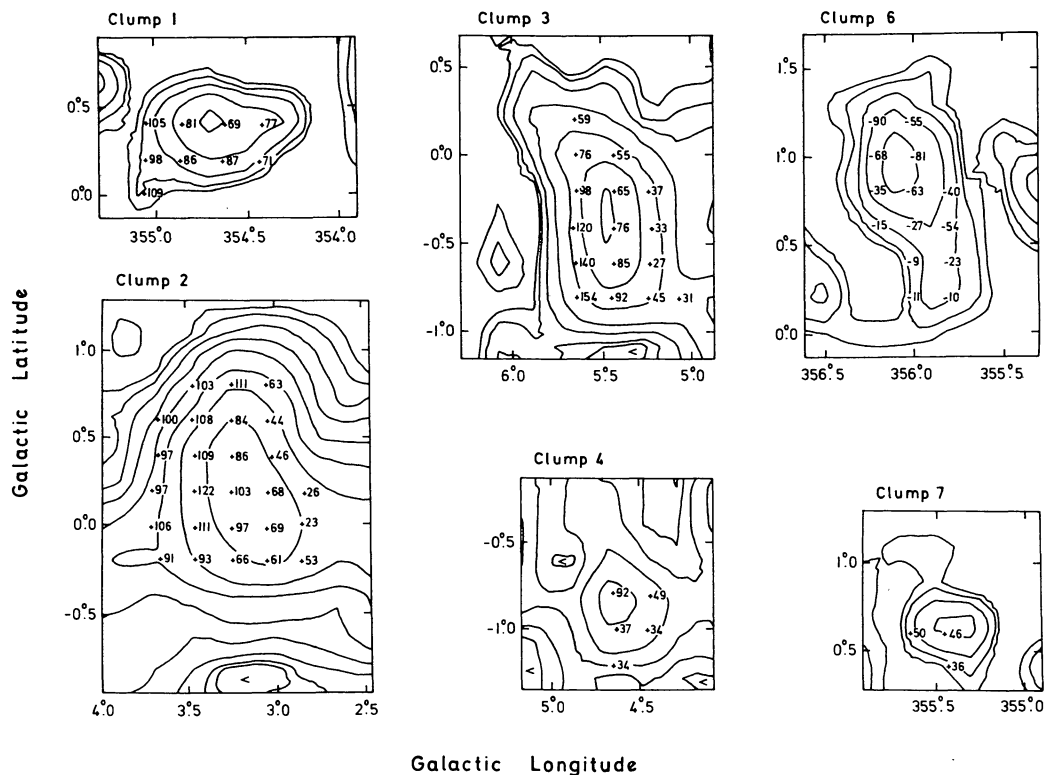 Clump 1
0°.5
0°.0
+105 +81 +69 +77
+98 +86 +87 +71
+109
355°.0 354°.5 354°.0
Clump 3
0°.5
0°.0
-0°.5
-1°.0
+59
+76 +55
+98 +65 +37
+120 +76 +33
+140 +85 +27
+154 +92 +45 +31
<
6°.0 5°.5 5°.0
Clump 6
1°.5
1°.0
0°.5
0°.0
-90 -55
-68 -81
-35 -63 -40
-15 -27 -54
-9 -23
-11 -10
356°.5 356°.0 355°.5
Clump 2
1°.0
0°.5
0°.0
-0°.5
+103 +111 +63
+100 +108 +84 +44
+97 +109 +86 +46
+97 +122 +103 +68 +26
+106 +111 +97 +69 +23
+91 +93 +66 +61 +53
<
4°.0 3°.5 3°.0 2°.5
Clump 4
-0°.5
-1°.0
<
+92 +49
+37 +34
+34
< <
5°.0 4°.5
Clump 7
1°.0
0°.5
+50 +46
+36
355°.5 355°.0
Galactic Latitude
Galactic Longitude